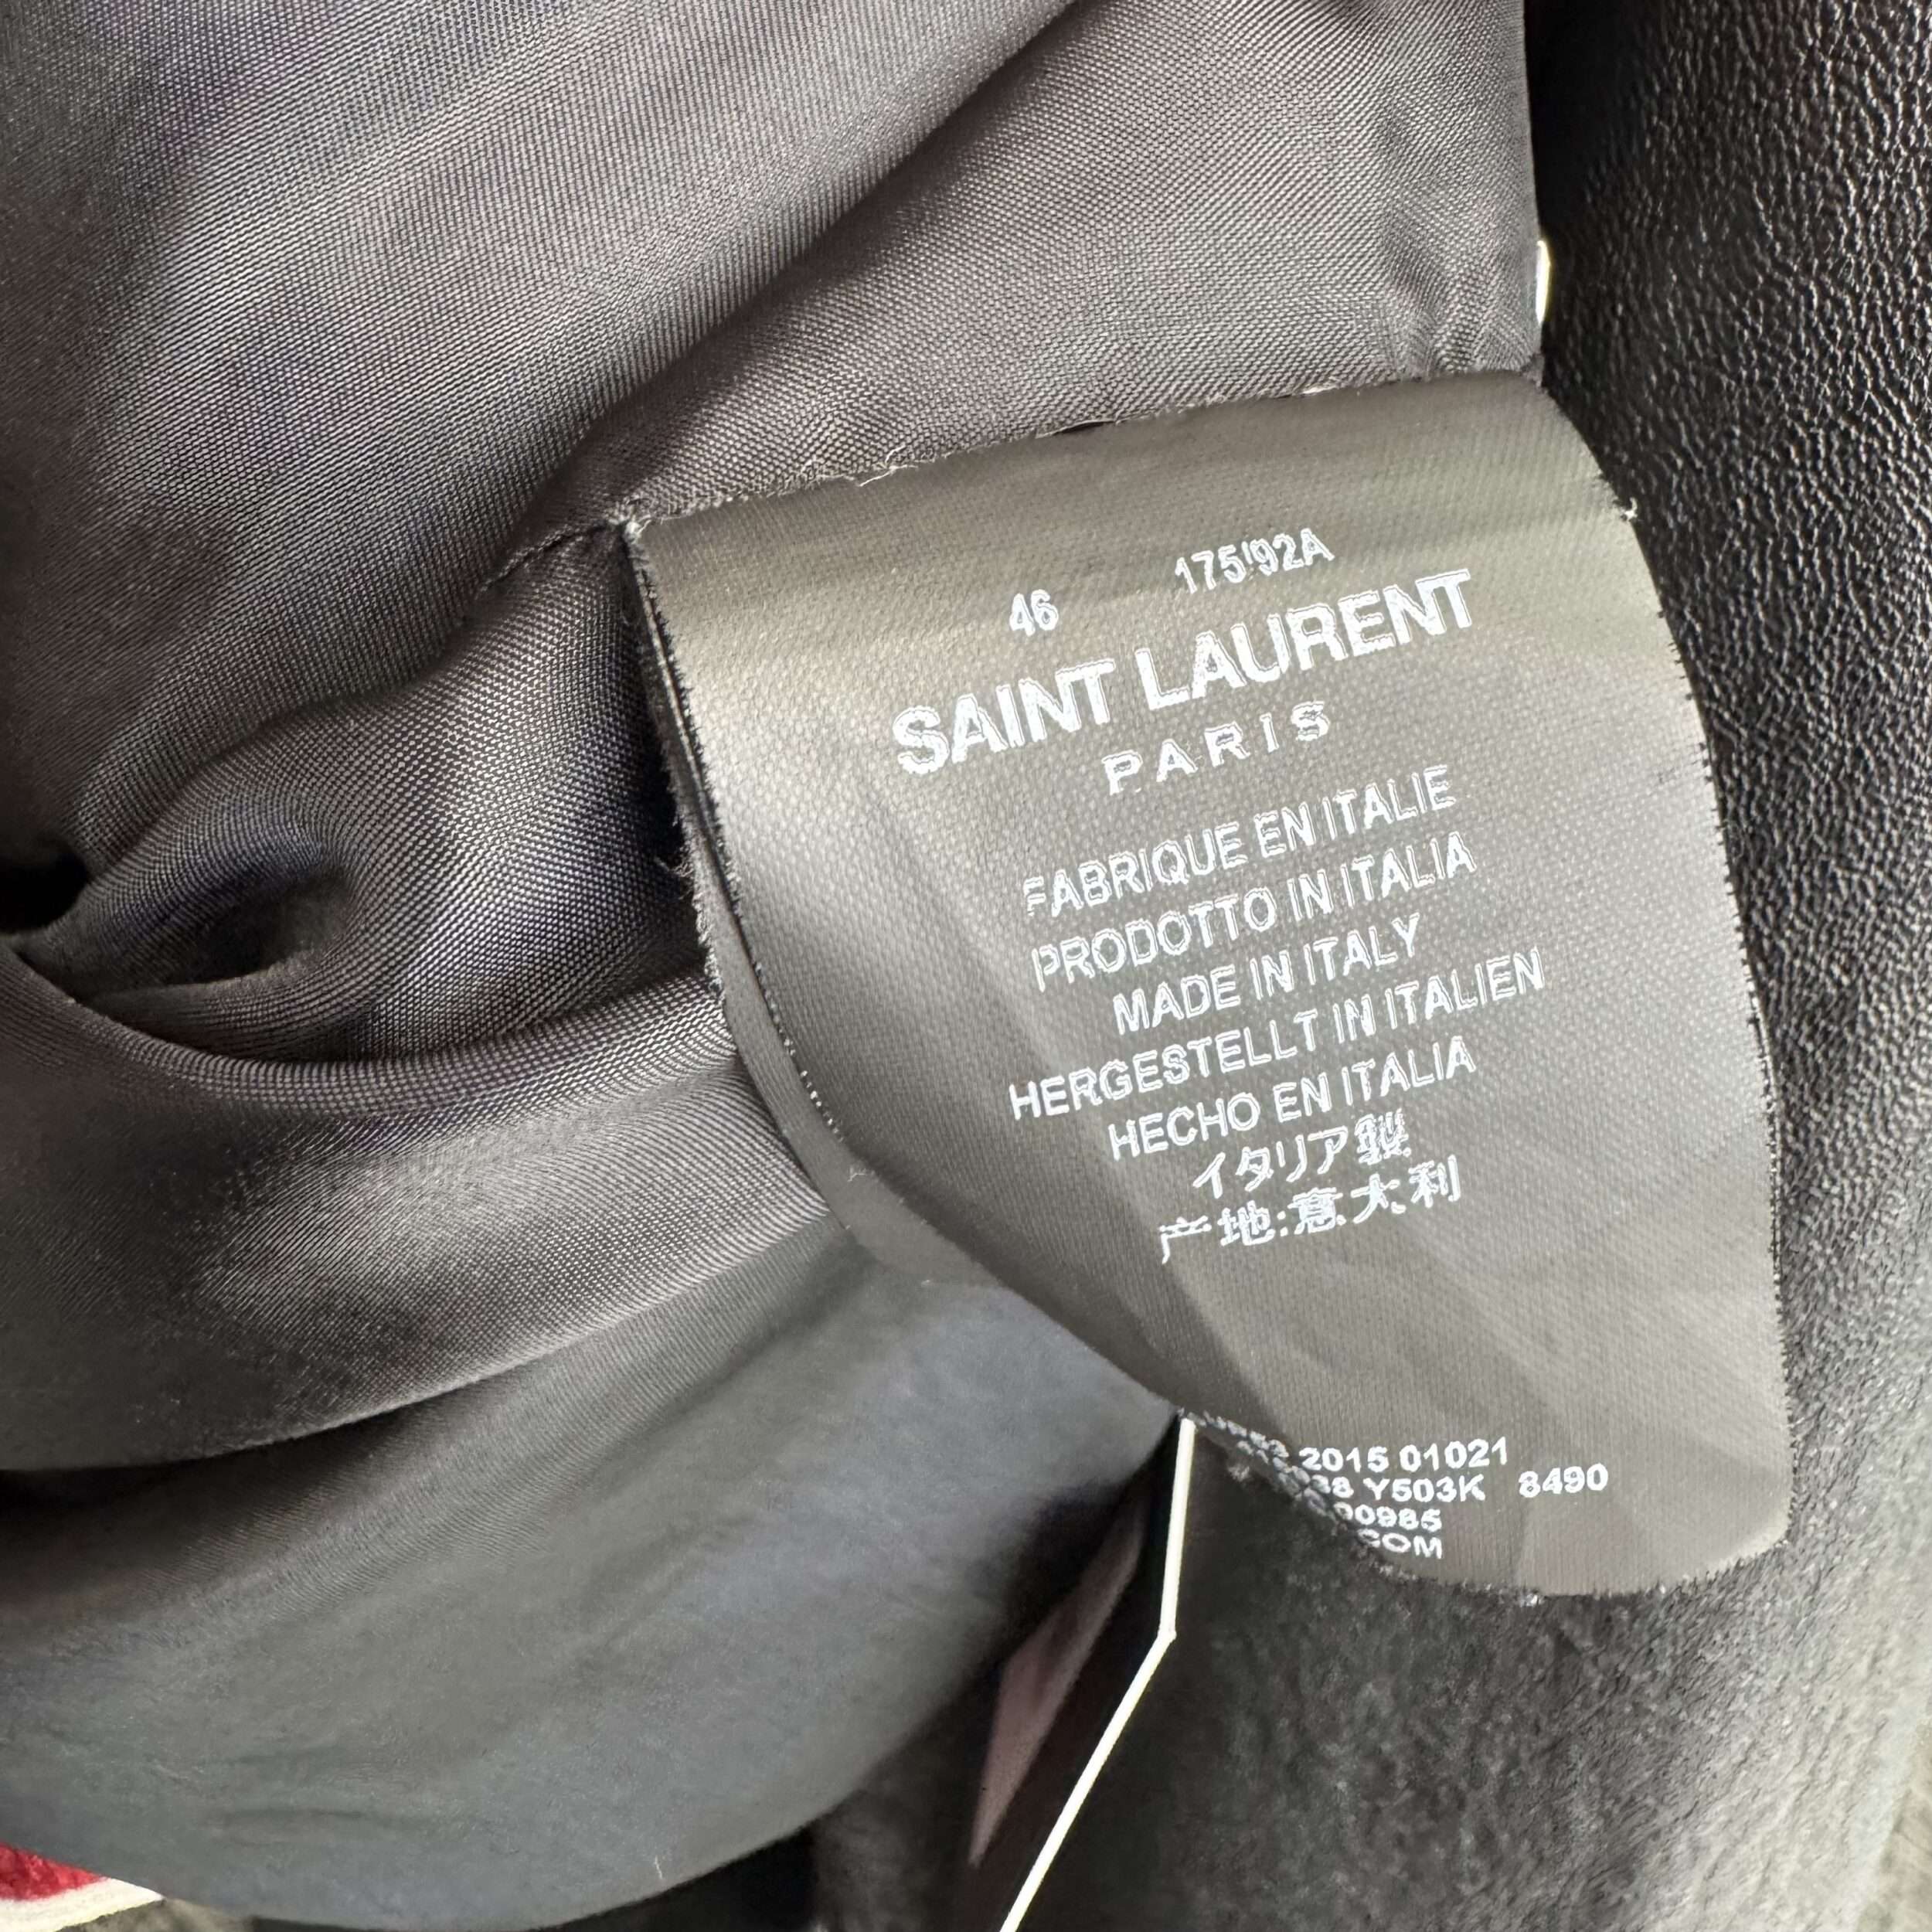 46 175/92A
SAINT LAURENT
PARIS
FABRIQUE EN ITALIE
PRODOTTO IN ITALIA
MADE IN ITALY
HERGESTELLT IN ITALIEN
HECHO EN ITALIA
イタリア製
产地:意大利
2015 01021
Y503K 8490